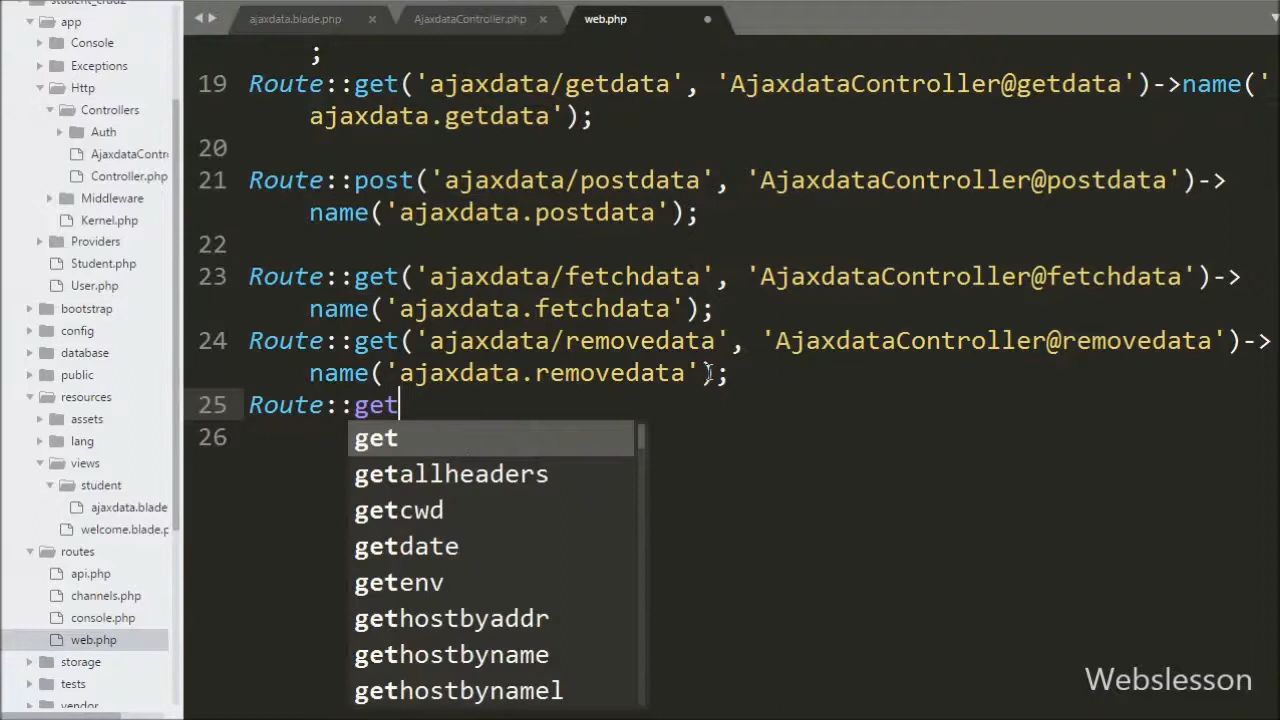 app
Console
Exceptions
Http
Controllers
Auth
AjaxdataContr
Controller.php
Middleware
Kernel.php
Providers
Student.php
User.php
bootstrap
config
database
public
resources
assets
lang
views
student
ajaxdata.blade
welcome.blade.p
routes
api.php
channels.php
console.php
web.php
storage
tests
vendor
ajaxdata.blade.php × AjaxdataController.php × web.php
;
19 Route::get('ajaxdata/getdata', 'AjaxdataController@getdata')->name('
ajaxdata.getdata');
20
21 Route::post('ajaxdata/postdata', 'AjaxdataController@postdata')->
name('ajaxdata.postdata');
22
23 Route::get('ajaxdata/fetchdata', 'AjaxdataController@fetchdata')->
name('ajaxdata.fetchdata');
24 Route::get('ajaxdata/removedata', 'AjaxdataController@removedata')->
name('ajaxdata.removedata');
25 Route::get
26
get
getallheaders
getcwd
getdate
getenv
gethostbyaddr
gethostbyname
gethostbynamel
Webslesson